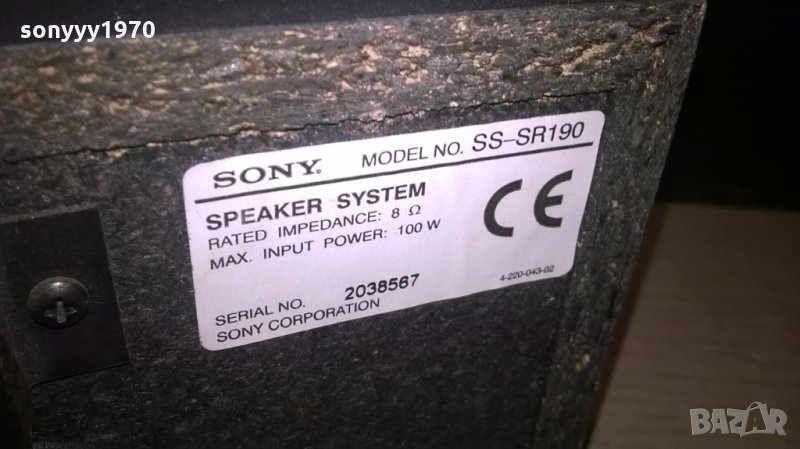 sonyyy1970
SONY. MODEL NO. SS-SR190
SPEAKER SYSTEM
RATED IMPEDANCE: 8 Ω
MAX. INPUT POWER: 100 W
CE
4-220-043-02
SERIAL NO. 2038567
SONY CORPORATION
BAZAR